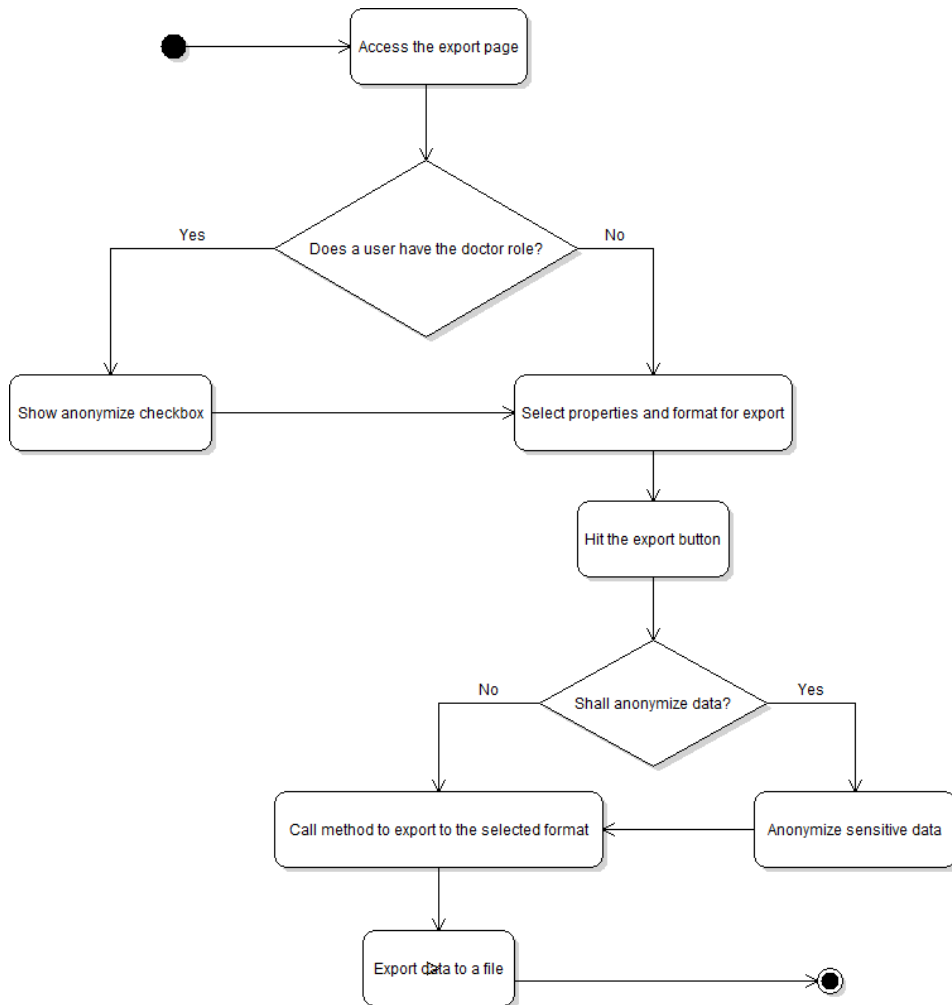 Access the export page
Does a user have the doctor role?
Yes
No
Show anonymize checkbox
Select properties and format for export
Hit the export button
Shall anonymize data?
No
Yes
Call method to export to the selected format
Anonymize sensitive data
Export data to a file